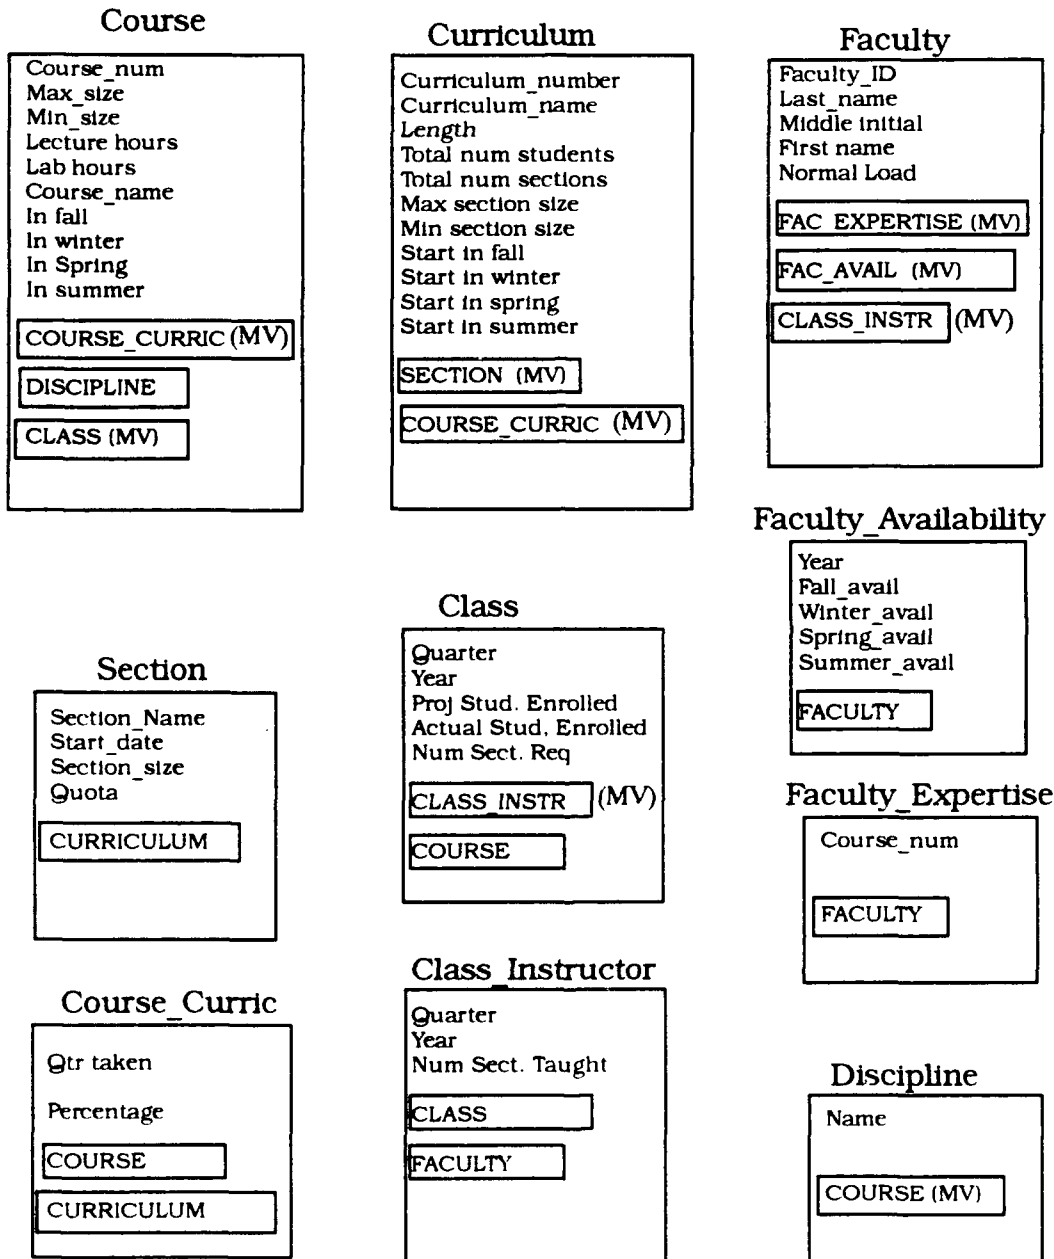 Course
Course_num
Max_size
Min_size
Lecture hours
Lab hours
Course_name
In fall
In winter
In Spring
In summer
COURSE_CURRIC (MV)
DISCIPLINE
CLASS (MV)
Curriculum
Curriculum_number
Curriculum_name
Length
Total num students
Total num sections
Max section size
Min section size
Start in fall
Start in winter
Start in spring
Start in summer
SECTION (MV)
COURSE_CURRIC (MV)
Faculty
Faculty_ID
Last_name
Middle initial
First name
Normal Load
FAC_EXPERTISE (MV)
FAC_AVAIL (MV)
CLASS_INSTR (MV)
Faculty_Availability
Year
Fall_avail
Winter_avail
Spring_avail
Summer_avail
FACULTY
Section
Section_Name
Start_date
Section_size
Quota
CURRICULUM
Class
Quarter
Year
Proj Stud. Enrolled
Actual Stud, Enrolled
Num Sect. Req
CLASS_INSTR (MV)
COURSE
Faculty_Expertise
Course_num
FACULTY
Course_Curric
Qtr taken
Percentage
COURSE
CURRICULUM
Class_Instructor
Quarter
Year
Num Sect. Taught
CLASS
FACULTY
Discipline
Name
COURSE (MV)